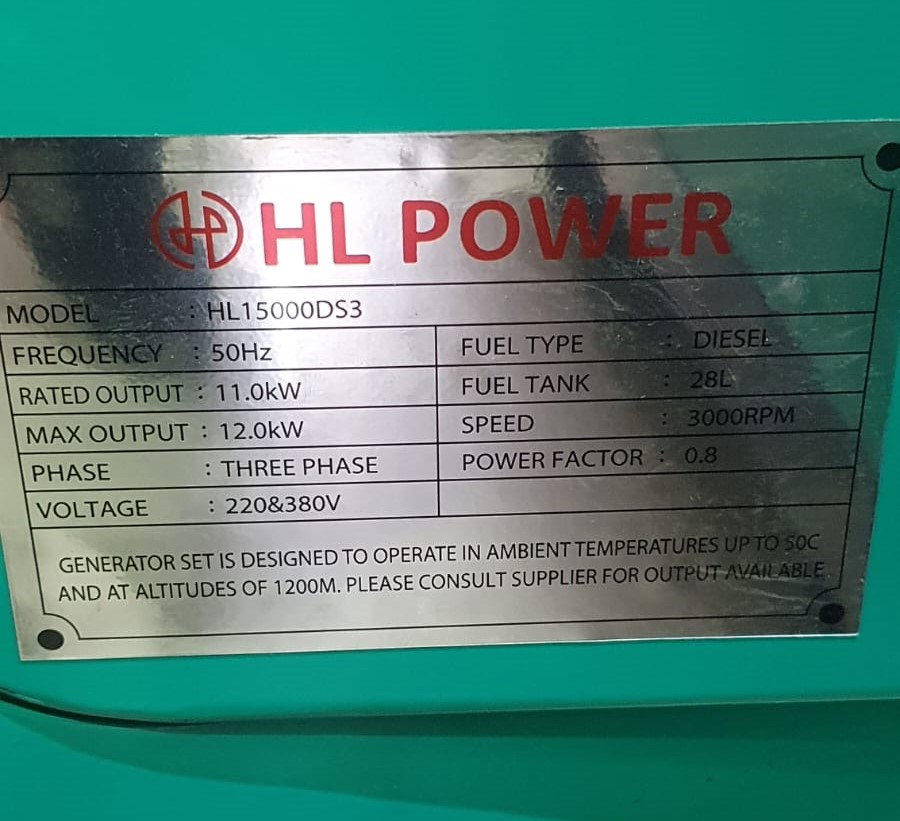 HL POWER
MODEL : HL15000DS3
FREQUENCY : 50Hz
FUEL TYPE : DIESEL
RATED OUTPUT : 11.0kW
FUEL TANK : 28L
MAX OUTPUT : 12.0kW
SPEED : 3000RPM
PHASE : THREE PHASE
POWER FACTOR : 0.8
VOLTAGE : 220&380V
GENERATOR SET IS DESIGNED TO OPERATE IN AMBIENT TEMPERATURES UP TO 50C
AND AT ALTITUDES OF 1200M. PLEASE CONSULT SUPPLIER FOR OUTPUT AVAILABLE